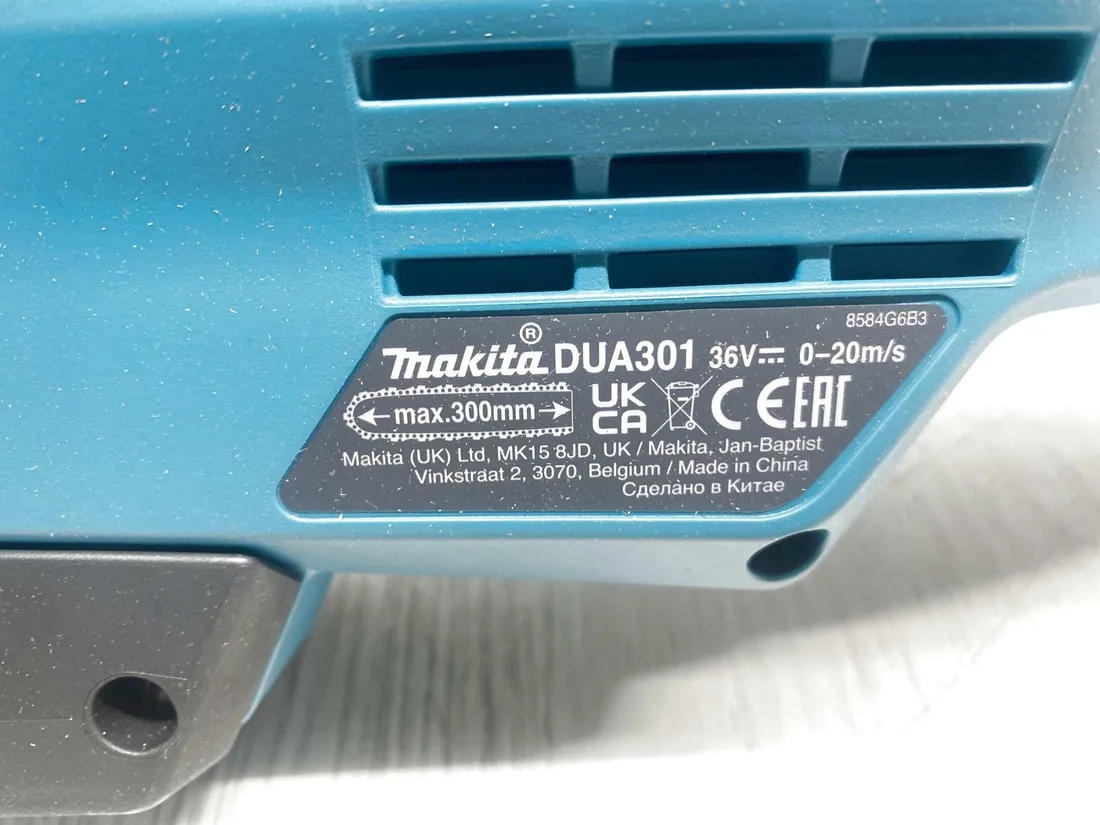 8584G6B3
makita® DUA301 36V⎓ 0–20m/s
max.300mm UK CA CE EAC
Makita (UK) Ltd, MK15 8JD, UK / Makita, Jan-Baptist
Vinkstraat 2, 3070, Belgium / Made in China
Сделано в Китае